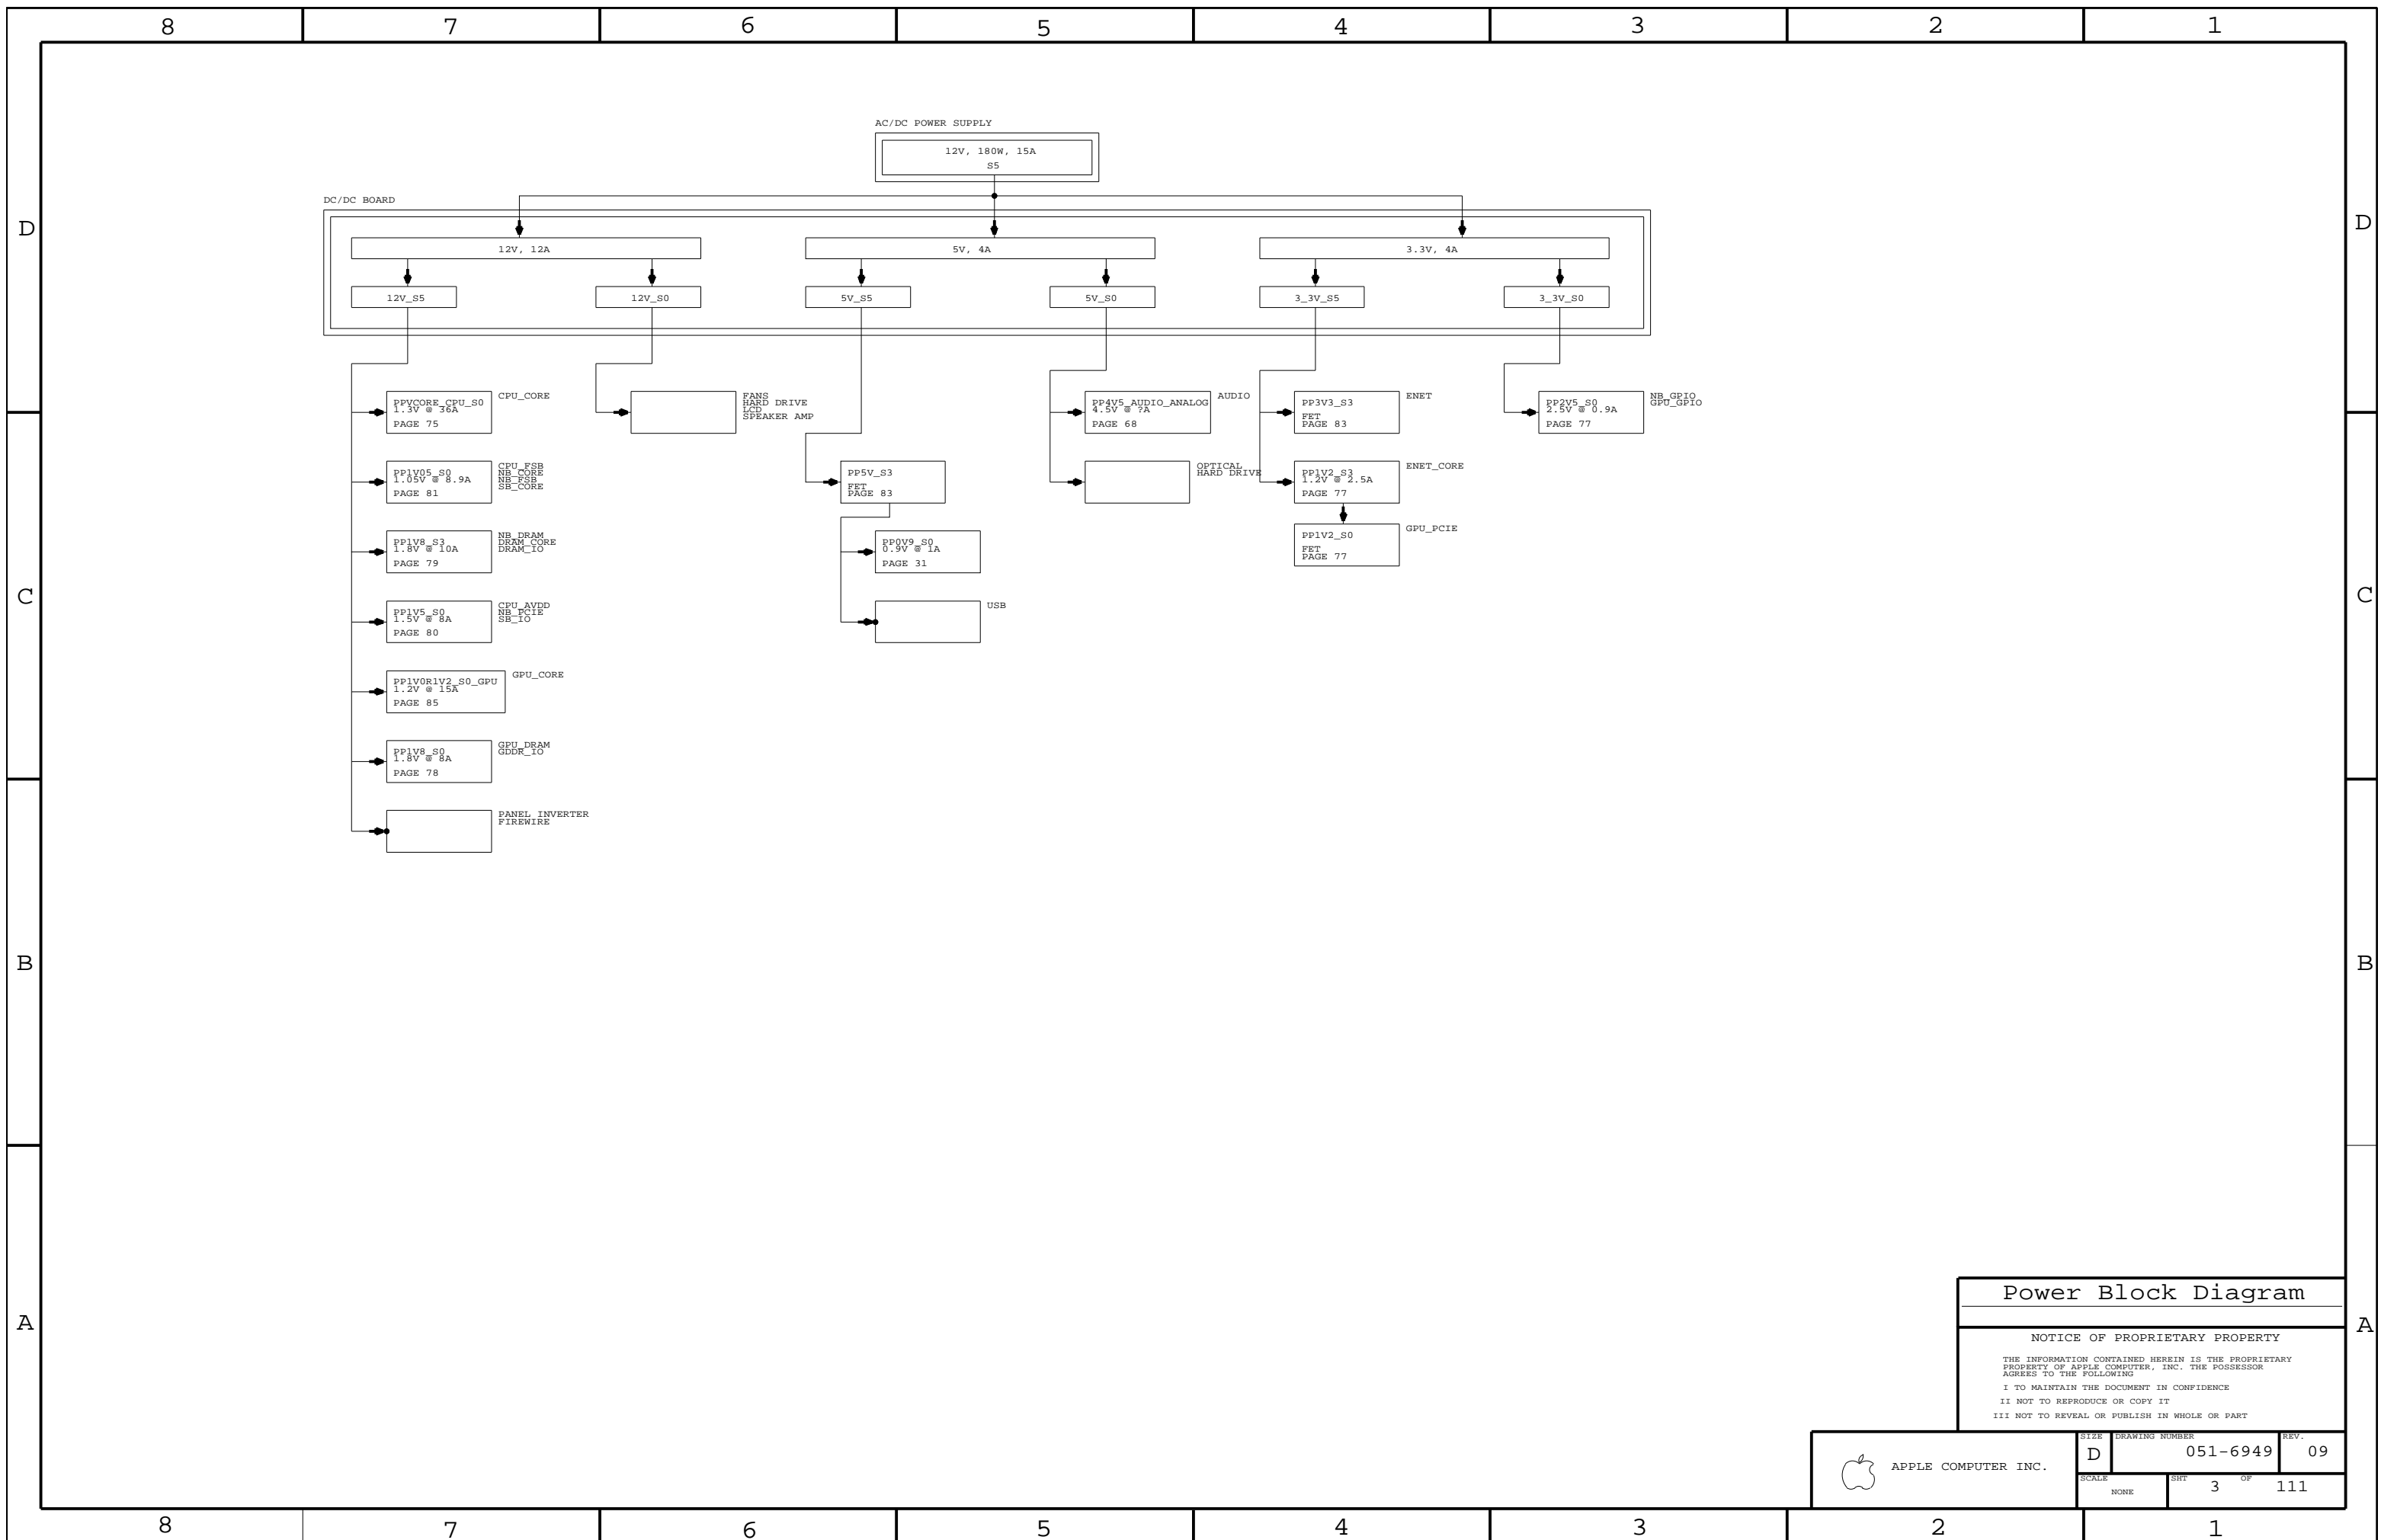 8 7 6 5 4 3 2 1
AC/DC POWER SUPPLY
12V, 180W, 15A
S5
DC/DC BOARD
D
D
12V, 12A
5V, 4A
3.3V, 4A
12V_S5
12V_S0
5V_S5
5V_S0
3_3V_S5
3_3V_S0
PPVCORE_CPU_S0
1.3V @ 36A
PAGE 75
CPU_CORE
PP1V05_S0
1.05V @ 8.9A
PAGE 81
CPU_FSB
NB_CORE
NB_FSB
SB_CORE
PP1V8_S3
1.8V @ 10A
PAGE 79
NB_DRAM
DRAM_CORE
DRAM_IO
PP1V5_S0
1.5V @ 8A
PAGE 80
CPU_AVDD
NB_PCIE
SB_IO
PP1V0R1V2_S0_GPU
1.2V @ 15A
PAGE 85
GPU_CORE
PP1V8_S0
1.8V @ 8A
PAGE 78
GPU_DRAM
GDDR_IO
PANEL INVERTER
FIREWIRE
FANS
HARD DRIVE
LCD
SPEAKER AMP
PP5V_S3
FET
PAGE 83
PP0V9_S0
0.9V @ 1A
PAGE 31
USB
PP4V5_AUDIO_ANALOG
4.5V @ ?A
PAGE 68
AUDIO
OPTICAL
HARD DRIVE
PP3V3_S3
FET
PAGE 83
ENET
PP1V2_S3
1.2V @ 2.5A
PAGE 77
ENET_CORE
PP1V2_S0
FET
PAGE 77
GPU_PCIE
PP2V5_S0
2.5V @ 0.9A
PAGE 77
NB_GPIO
GPU_GPIO
C
C
B
B
A
A
Power Block Diagram
NOTICE OF PROPRIETARY PROPERTY
THE INFORMATION CONTAINED HEREIN IS THE PROPRIETARY
PROPERTY OF APPLE COMPUTER, INC. THE POSSESSOR
AGREES TO THE FOLLOWING
I TO MAINTAIN THE DOCUMENT IN CONFIDENCE
II NOT TO REPRODUCE OR COPY IT
III NOT TO REVEAL OR PUBLISH IN WHOLE OR PART
APPLE COMPUTER INC.
SIZE
D
DRAWING NUMBER
051-6949
REV.
09
SCALE
NONE
SHT
3
OF
111
8 7 6 5 4 3 2 1